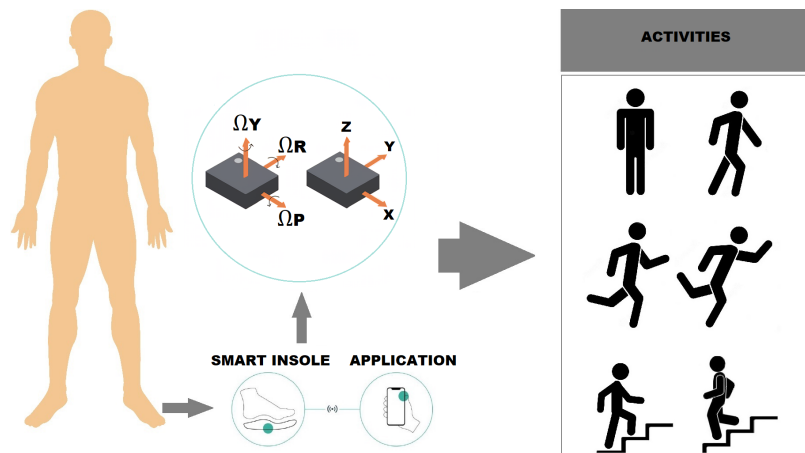 ACTIVITIES
ΩY
ΩR
ΩP
Z
Y
X
SMART INSOLE
APPLICATION